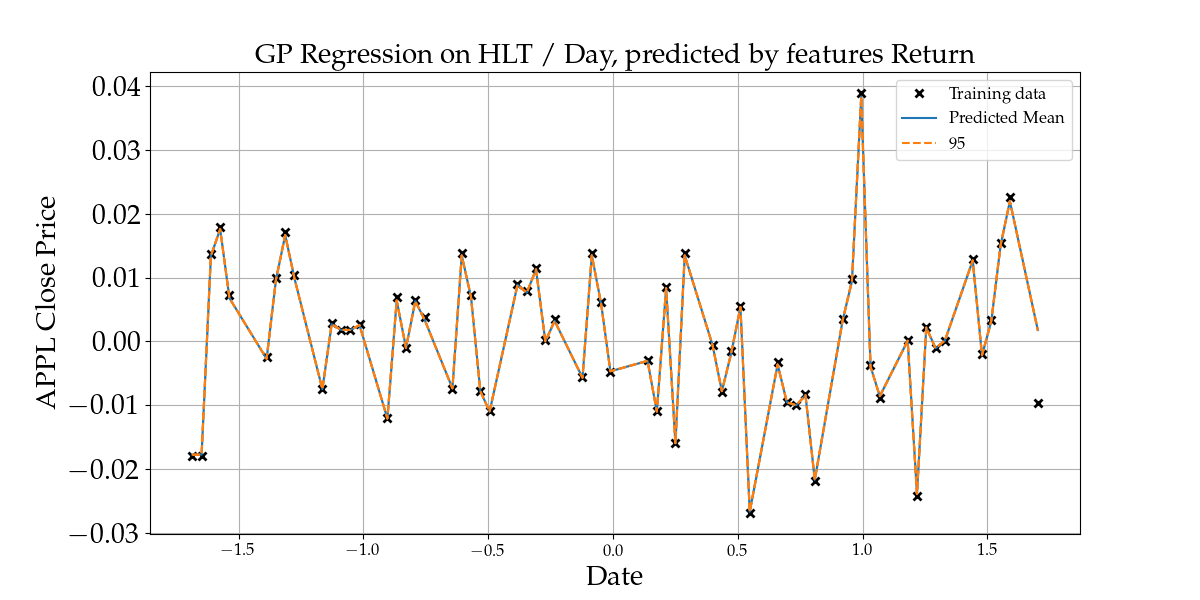 GP Regression on HLT / Day, predicted by features Return
Training data
Predicted Mean
95
APPL Close Price
0.04
0.03
0.02
0.01
0.00
−0.01
−0.02
−0.03
−1.5 −1.0 −0.5 0.0 0.5 1.0 1.5
Date